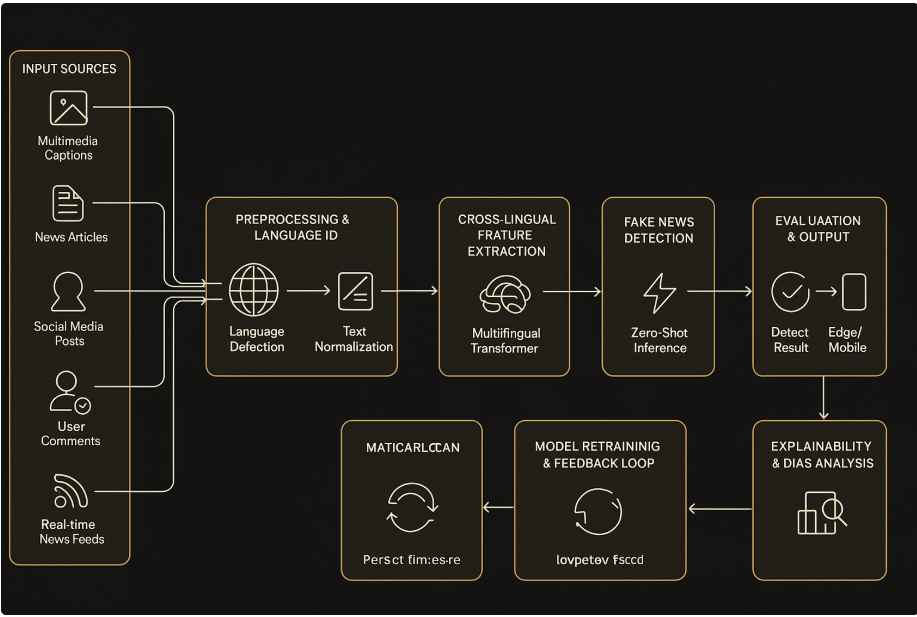 INPUT SOURCES
Multimedia
Captions
News Articles
Social Media
Posts
User
Comments
Real-time
News Feeds
PREPROCESSING &
LANGUAGE ID
Language
Defection
Text
Normalization
CROSS-LINGUAL
FRATURE
EXTRACTION
Multifingual
Transformer
FAKE NEWS
DETECTION
Zero-Shot
Inference
EVAL UAATION
& OUTPUT
Detect
Result
Edge/
Mobile
EXPLAINABILITY
& DIAS ANALYSIS
MODEL RETRAININIG
& FEEDBACK LOOP